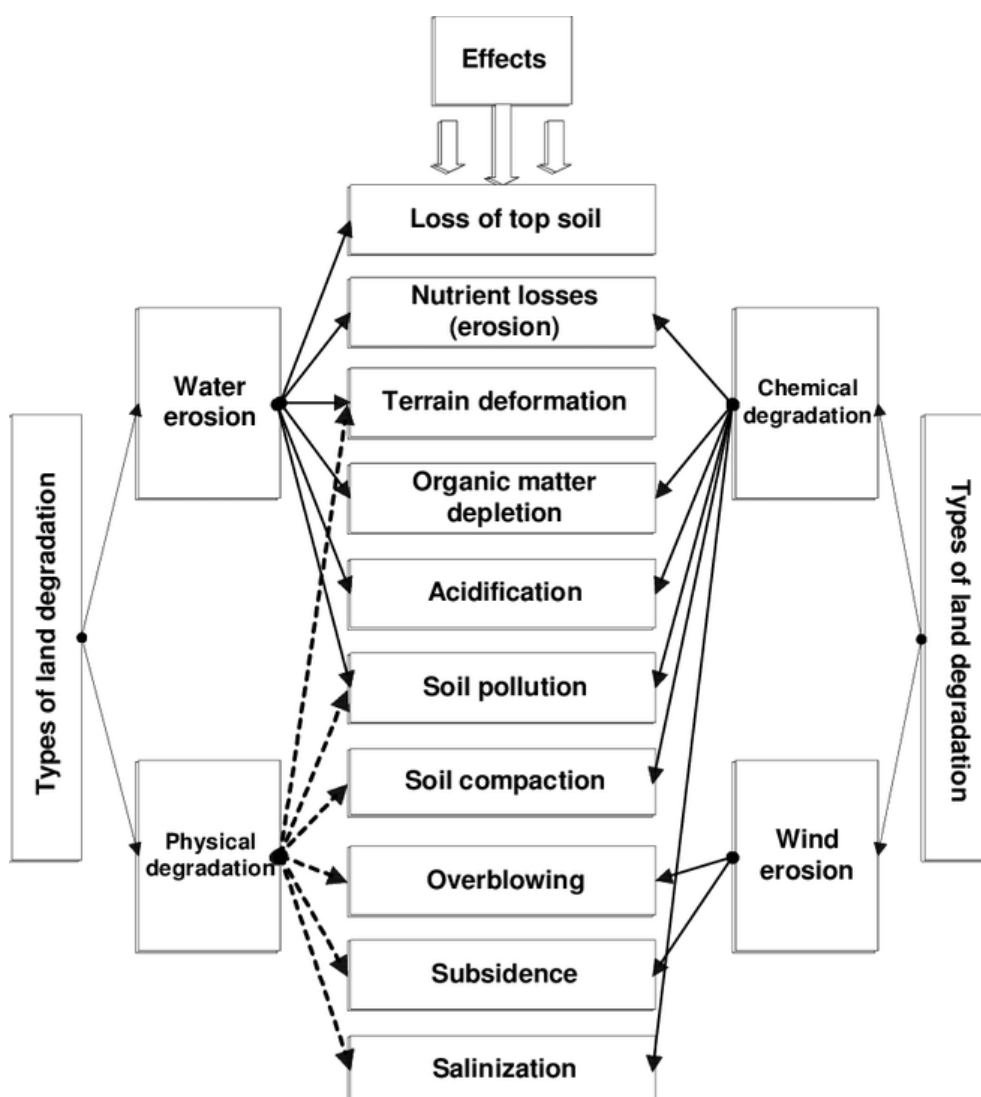 Effects
Loss of top soil
Nutrient losses
(erosion)
Terrain deformation
Organic matter
depletion
Acidification
Soil pollution
Soil compaction
Overblowing
Subsidence
Salinization
Types of land degradation
Water
erosion
Physical
degradation
Chemical
degradation
Wind
erosion
Types of land degradation